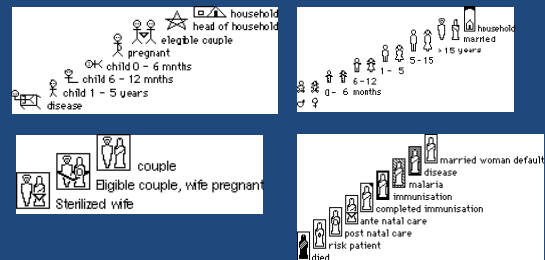 household
head of household
elegible couple
pregnant
child 0 - 6 mnths
child 6 - 12 mnths
child 1 - 5 years
disease
household
married
>15 years
5-15
1 - 5
6-12
0- 6 months
couple
Eligible couple, wife pregnant
Sterilized wife
married woman default
disease
malaria
immunisation
completed immunisation
ante natal care
post natal care
risk patient
died